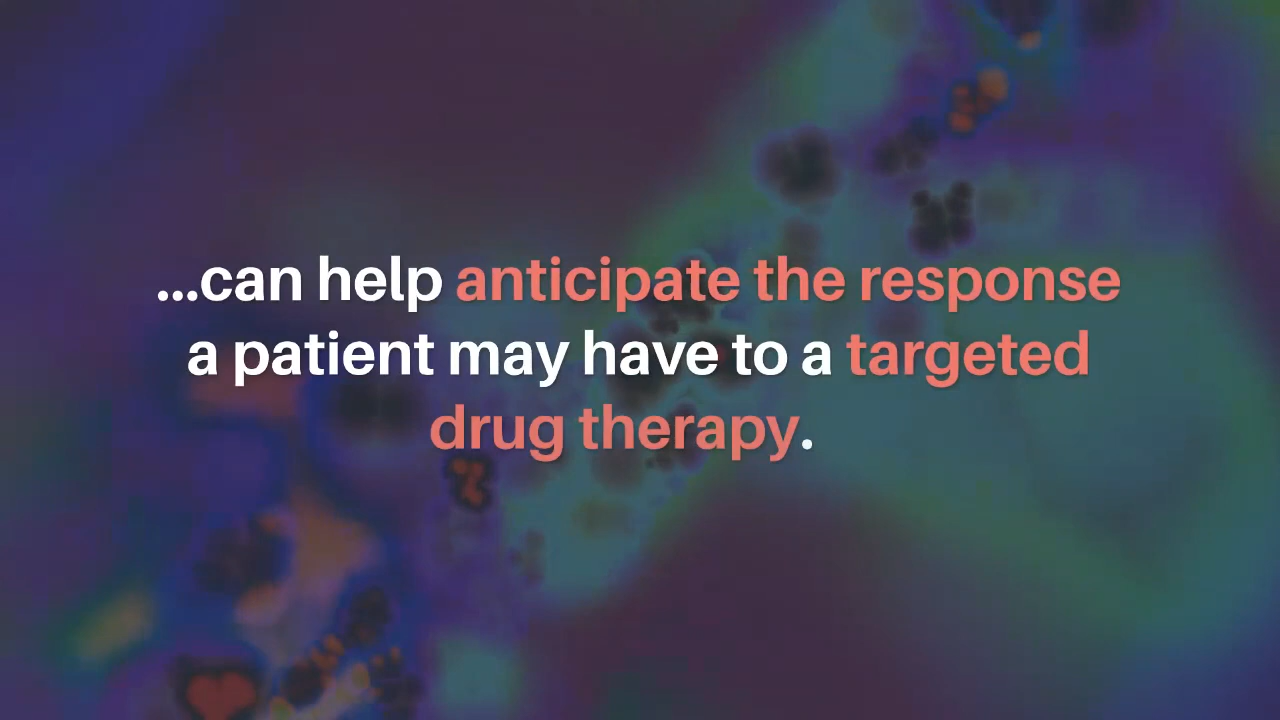 ...can help anticipate the response
a patient may have to a targeted
drug therapy.